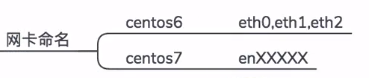 网卡命名
centos6 eth0,eth1,eth2
centos7 enXXXXX